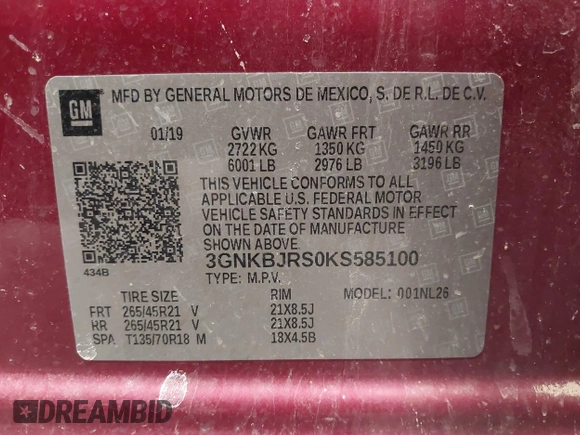 GM
MFD BY GENERAL MOTORS DE MEXICO, S. DE R.L. DE C.V.
01/19 GVWR GAWR FRT GAWR RR
2722 KG 1350 KG 1450 KG
6001 LB 2976 LB 3196 LB
THIS VEHICLE CONFORMS TO ALL
APPLICABLE U.S. FEDERAL MOTOR
VEHICLE SAFETY STANDARDS IN EFFECT
ON THE DATE OF MANUFACTURE
SHOWN ABOVE.
434B 3GNKBJRS0KS585100
TYPE: M.P.V. MODEL: 001NL26
TIRE SIZE RIM
FRT 265/45R21 V 21X8.5J
RR 265/45R21 V 21X8.5J
SPA T135/70R18 M 18X4.5B
DREAMBID